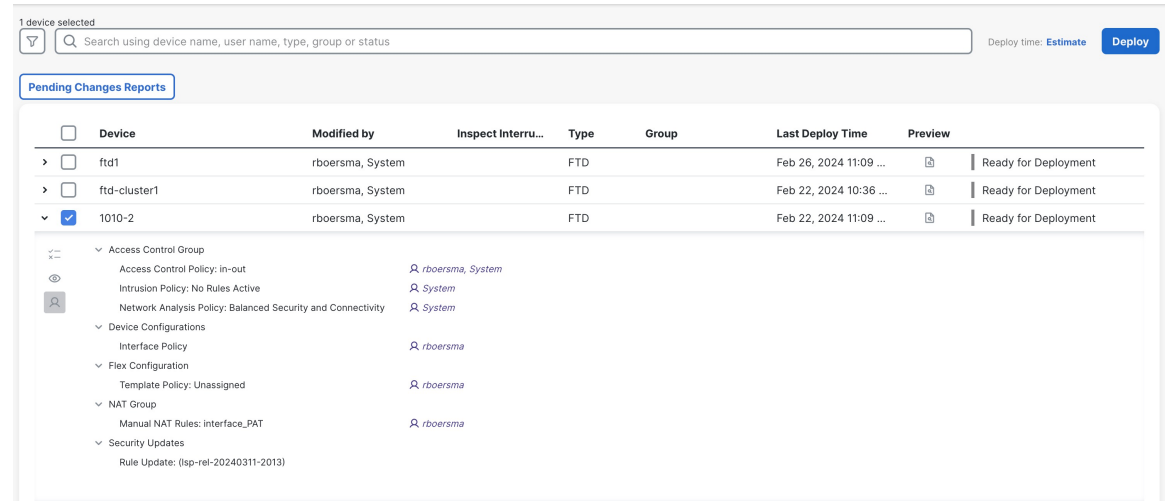 1 device selected
Search using device name, user name, type, group or status
Deploy time: Estimate
Deploy
Pending Changes Reports
Device Modified by Inspect Interru... Type Group Last Deploy Time Preview
ftd1 rboersma, System FTD Feb 26, 2024 11:09 ... Ready for Deployment
ftd-cluster1 rboersma, System FTD Feb 22, 2024 10:36 ... Ready for Deployment
1010-2 rboersma, System FTD Feb 22, 2024 11:09 ... Ready for Deployment
Access Control Group
Access Control Policy: in-out rboersma, System
Intrusion Policy: No Rules Active System
Network Analysis Policy: Balanced Security and Connectivity System
Device Configurations
Interface Policy rboersma
Flex Configuration
Template Policy: Unassigned rboersma
NAT Group
Manual NAT Rules: interface_PAT rboersma
Security Updates
Rule Update: (lsp-rel-20240311-2013)